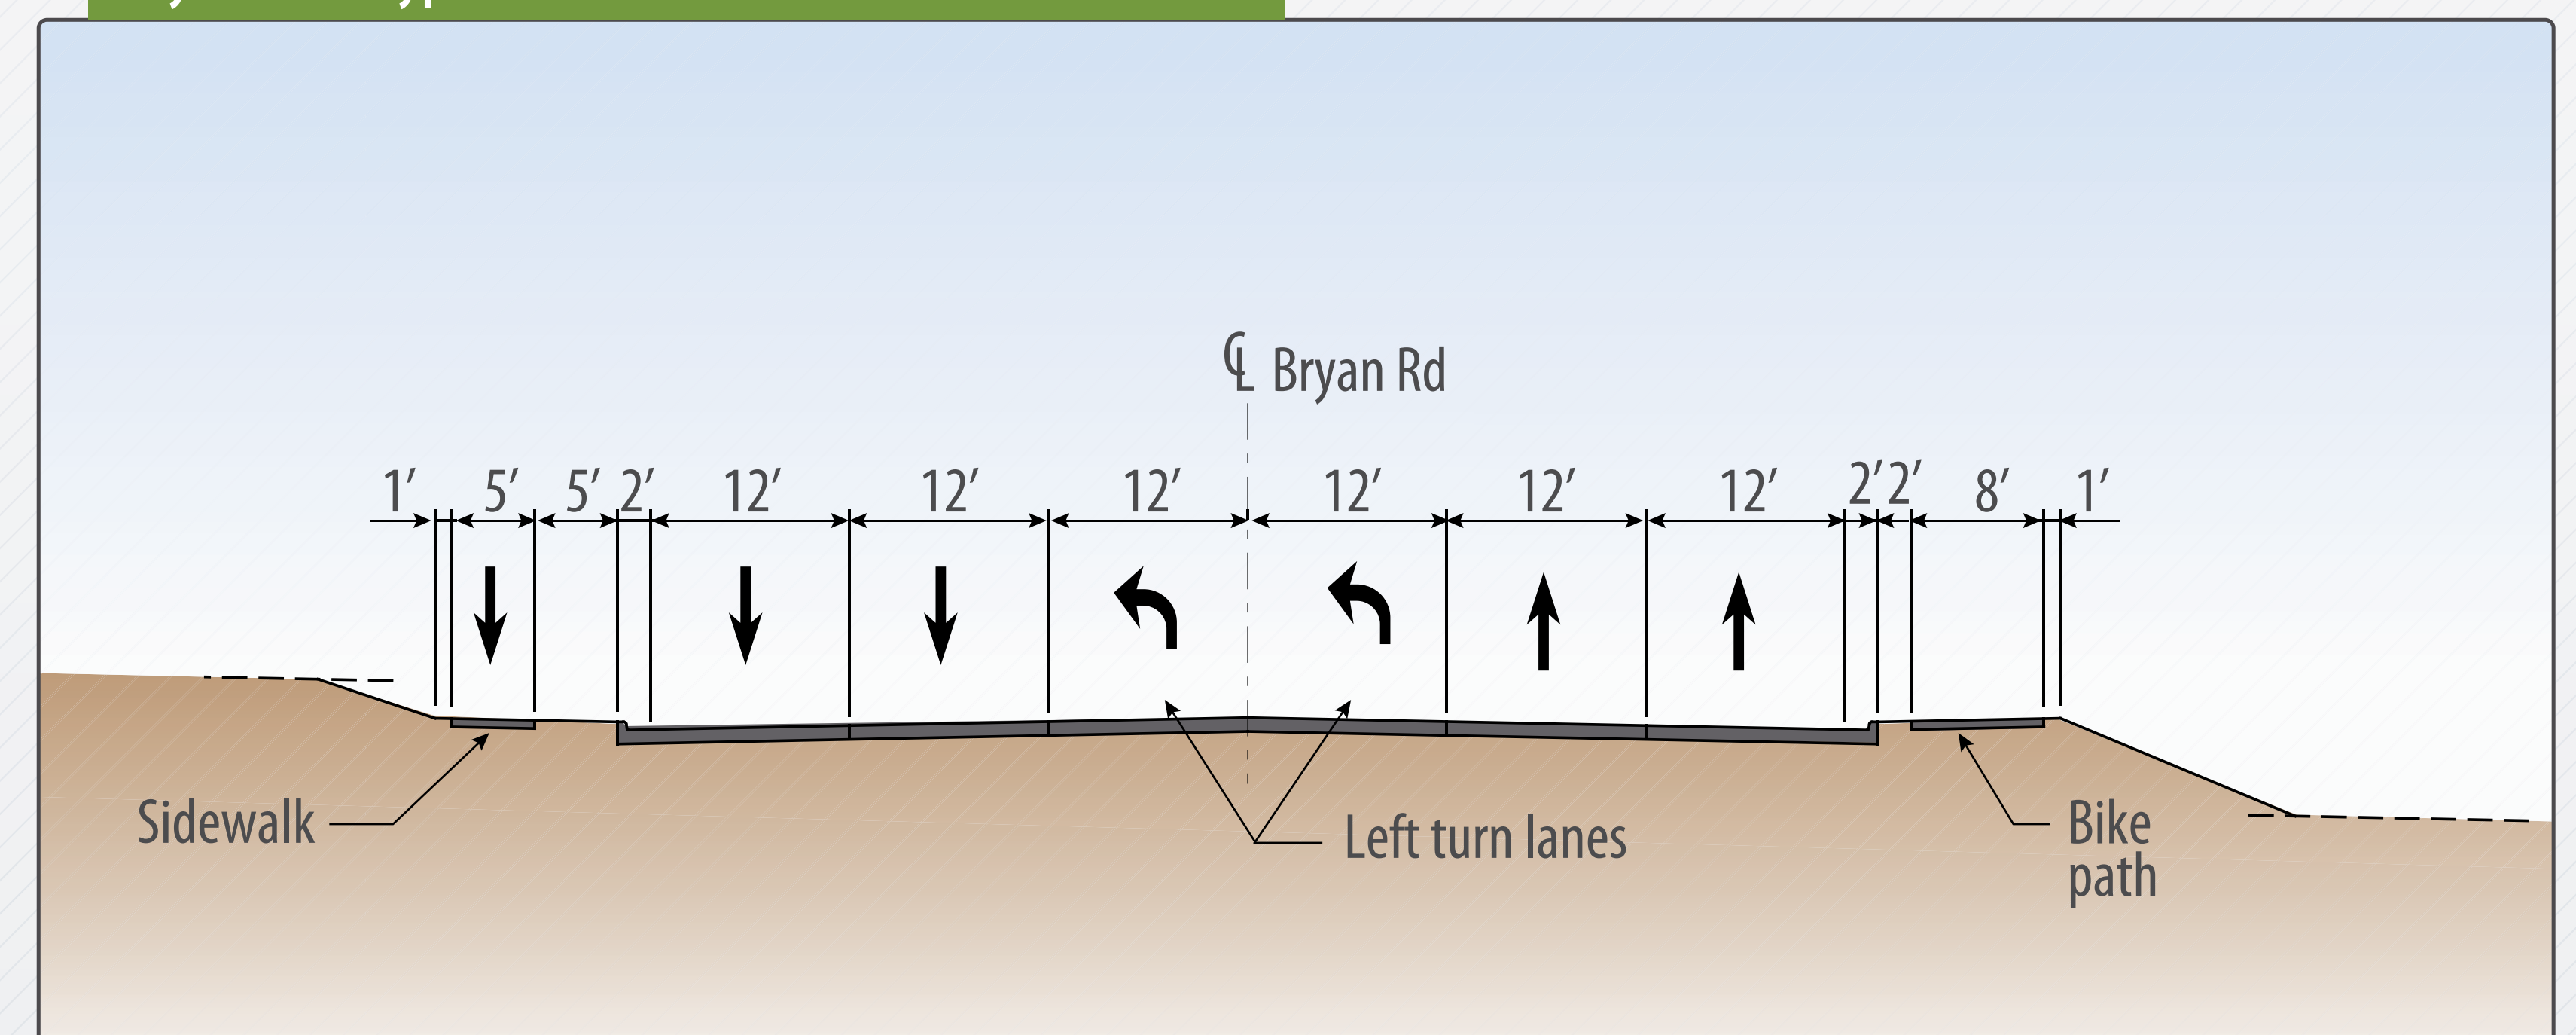 ℄ Bryan Rd
1′ 5′ 5′ 2′ 12′ 12′ 12′ 12′ 12′ 12′ 2′ 2′ 8′ 1′
Sidewalk
Left turn lanes
Bike
path